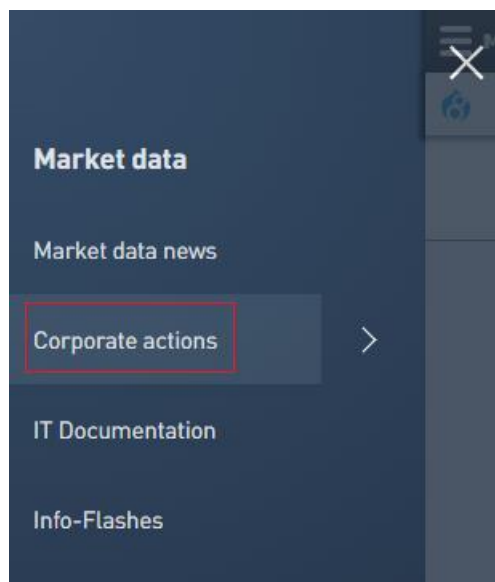 Market data
Market data news
Corporate actions
IT Documentation
Info-Flashes